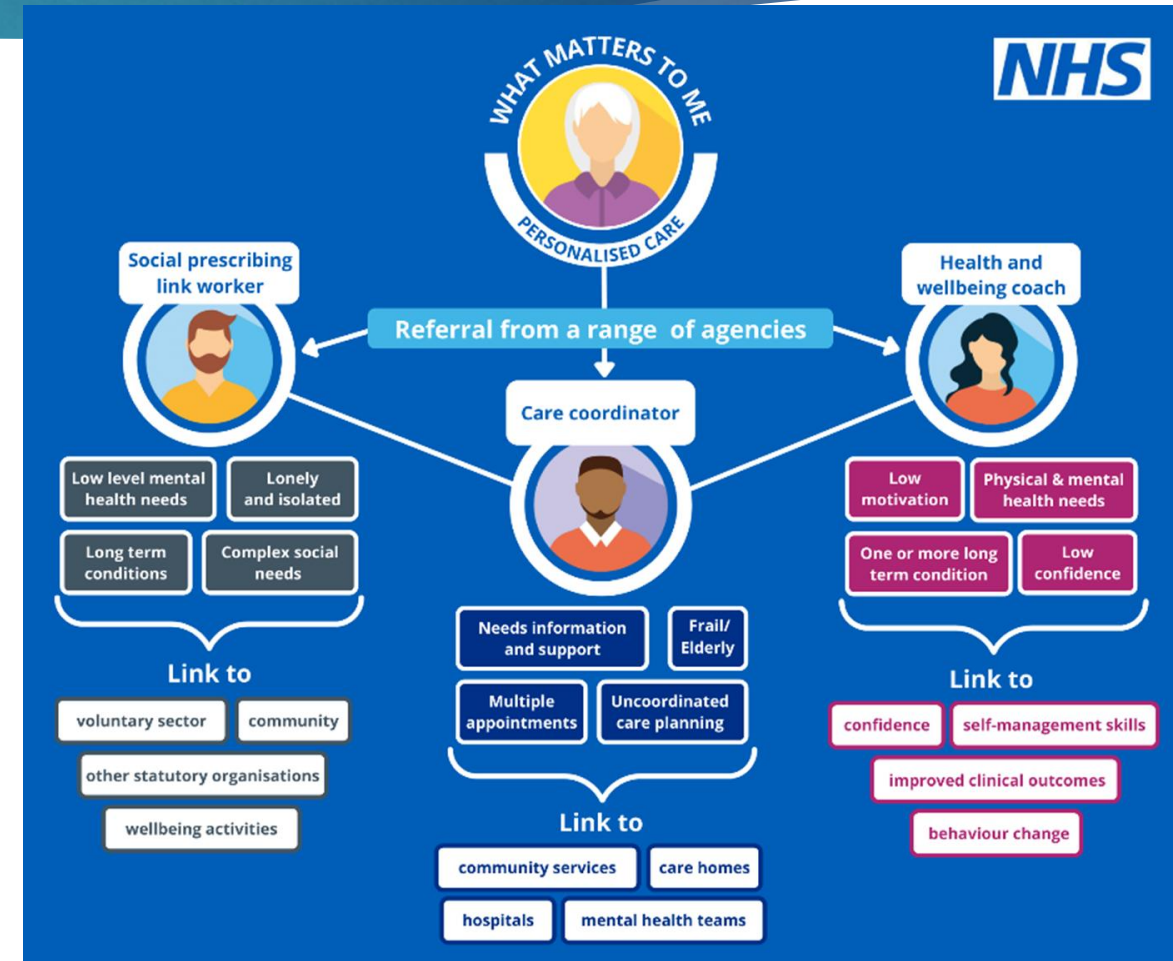 WHAT MATTERS TO ME
PERSONALISED CARE
NHS
Referral from a range of agencies
Social prescribing
link worker
Low level mental
health needs
Lonely
and isolated
Long term
conditions
Complex social
needs
Link to
voluntary sector
community
other statutory organisations
wellbeing activities
Care coordinator
Needs information
and support
Frail/
Elderly
Multiple
appointments
Uncoordinated
care planning
Link to
community services
care homes
hospitals
mental health teams
Health and
wellbeing coach
Low
motivation
Physical & mental
health needs
One or more long
term condition
Low
confidence
Link to
confidence
self-management skills
improved clinical outcomes
behaviour change